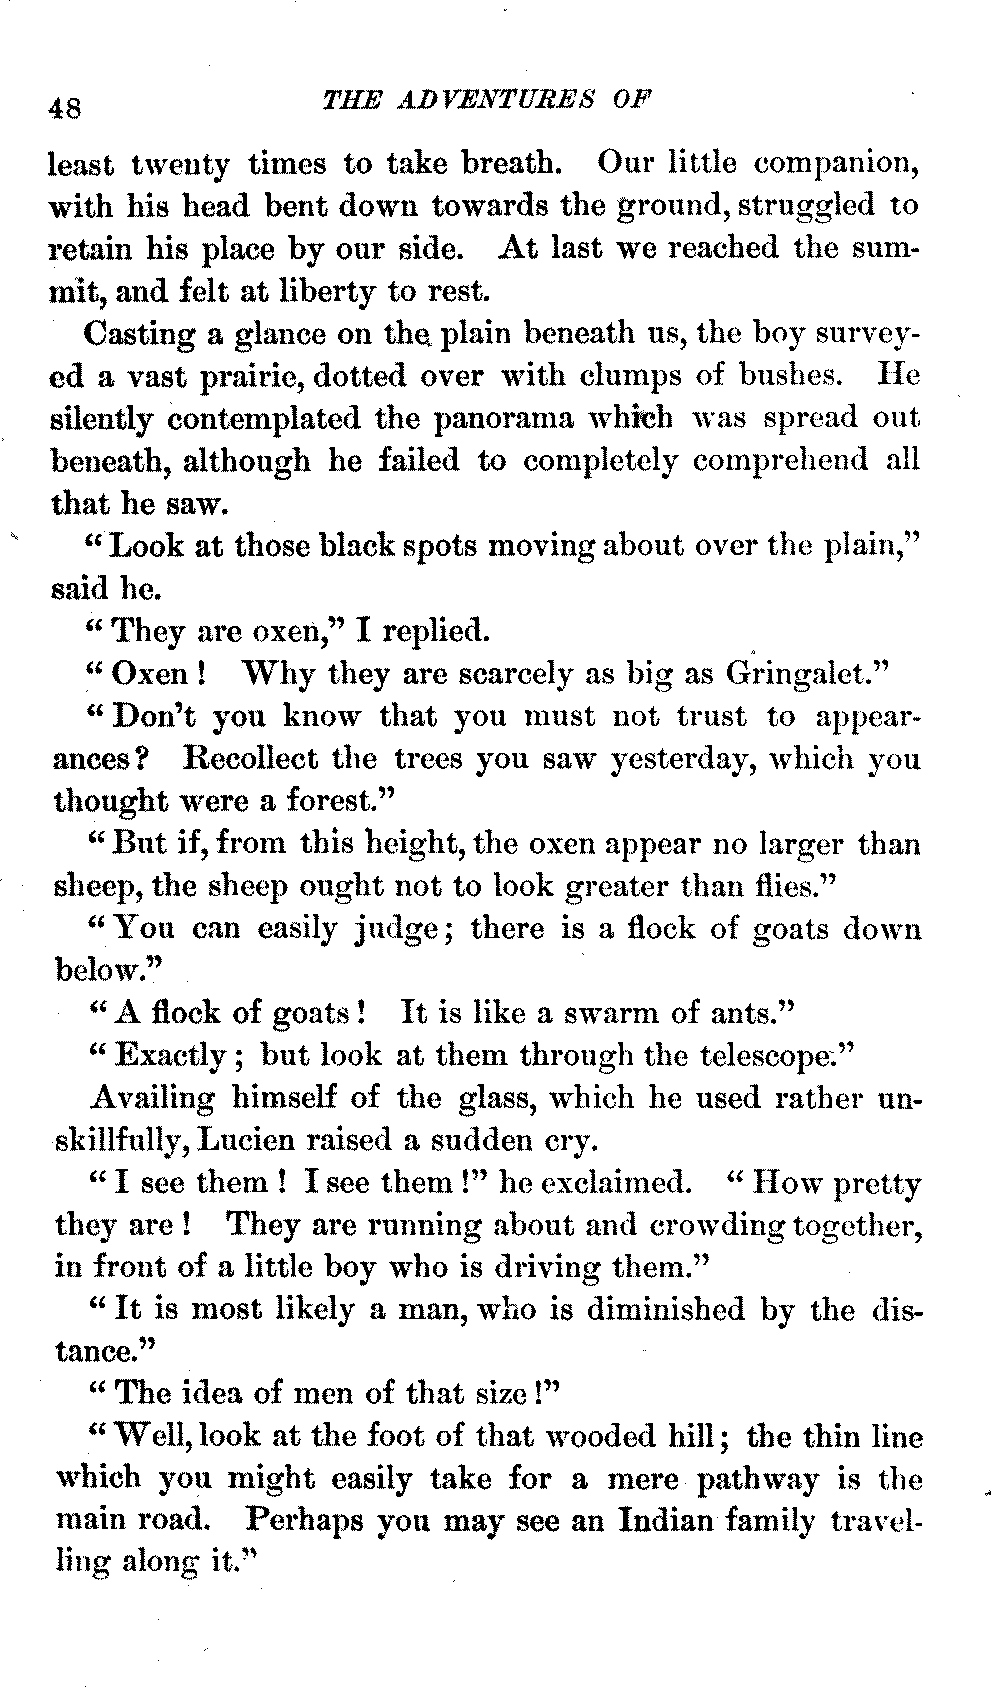 48 THE ADVENTURES OF
least twenty times to take breath. Our little companion,
with his head bent down towards the ground, struggled to
retain his place by our side. At last we reached the sum-
mit, and felt at liberty to rest.
Casting a glance on the plain beneath us, the boy survey-
ed a vast prairie, dotted over with clumps of bushes. He
silently contemplated the panorama which was spread out
beneath, although he failed to completely comprehend all
that he saw.
"Look at those black spots moving about over the plain,"
said he.
"They are oxen," I replied.
"Oxen! Why they are scarcely as big as Gringalet."
"Don't you know that you must not trust to appear-
ances? Recollect the trees you saw yesterday, which you
thought were a forest."
"But if, from this height, the oxen appear no larger than
sheep, the sheep ought not to look greater than flies."
"You can easily judge; there is a flock of goats down
below."
"A flock of goats! It is like a swarm of ants."
"Exactly; but look at them through the telescope."
Availing himself of the glass, which he used rather un-
skillfully, Lucien raised a sudden cry.
"I see them! I see them!" he exclaimed. "How pretty
they are! They are running about and crowding together,
in front of a little boy who is driving them."
"It is most likely a man, who is diminished by the dis-
tance."
"The idea of men of that size!"
"Well, look at the foot of that wooded hill; the thin line
which you might easily take for a mere pathway is the
main road. Perhaps you may see an Indian family travel-
ling along it."